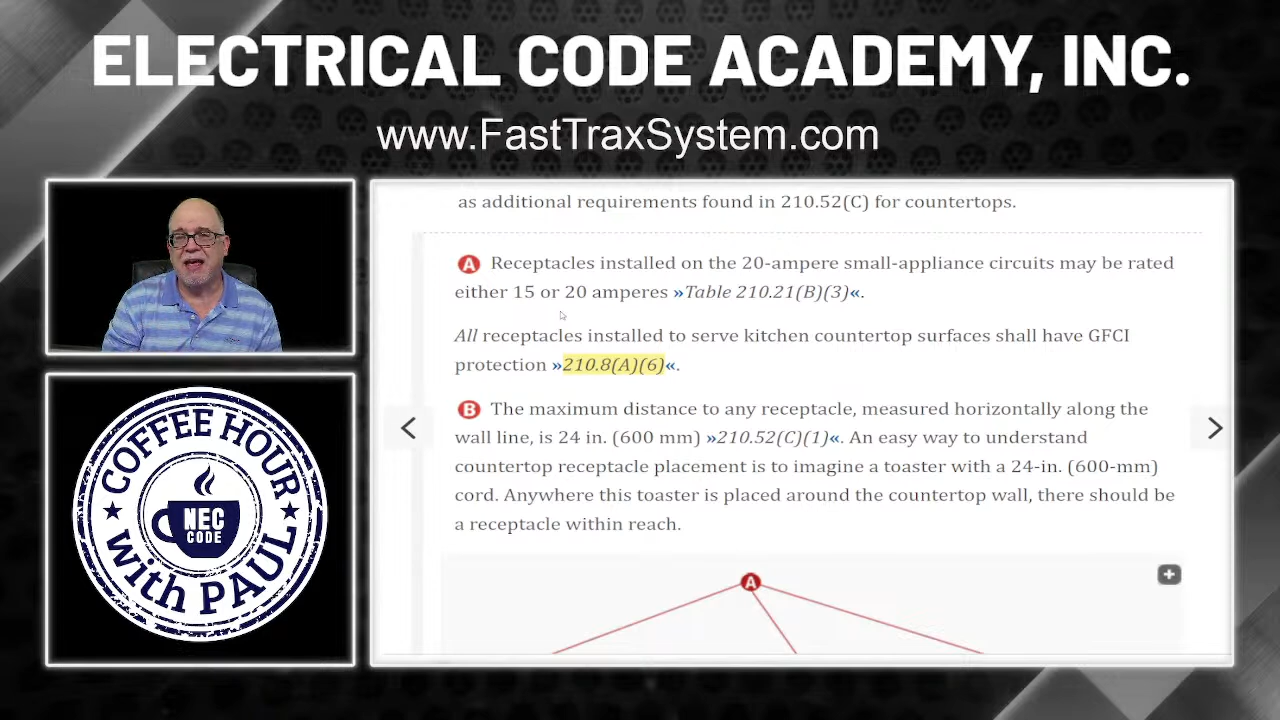 ELECTRICAL CODE ACADEMY, INC.
www.FastTraxSystem.com
as additional requirements found in 210.52(C) for countertops.
A Receptacles installed on the 20-ampere small-appliance circuits may be rated
either 15 or 20 amperes »Table 210.21(B)(3)«.
All receptacles installed to serve kitchen countertop surfaces shall have GFCI
protection »210.8(A)(6)«.
B The maximum distance to any receptacle, measured horizontally along the
wall line, is 24 in. (600 mm) »210.52(C)(1)«. An easy way to understand
countertop receptacle placement is to imagine a toaster with a 24-in. (600-mm)
cord. Anywhere this toaster is placed around the countertop wall, there should be
a receptacle within reach.
A
COFFEE HOUR
NEC
CODE
with PAUL